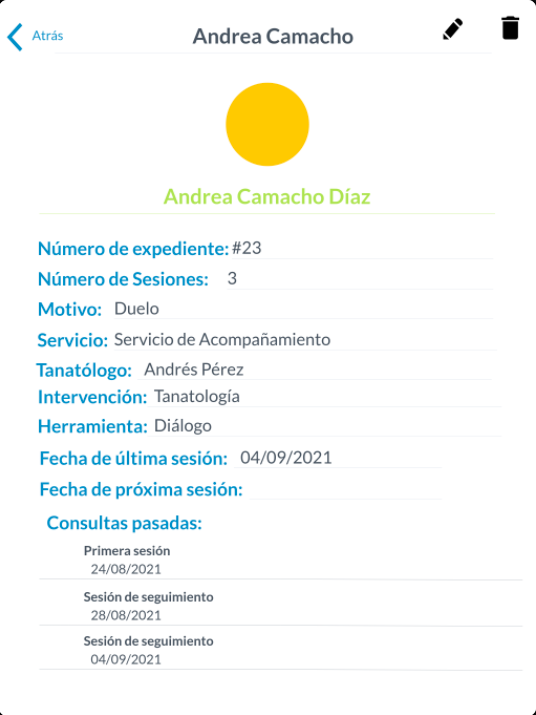 Atrás
Andrea Camacho
Andrea Camacho Díaz
Número de expediente: #23
Número de Sesiones: 3
Motivo: Duelo
Servicio: Servicio de Acompañamiento
Tanatólogo: Andrés Pérez
Intervención: Tanatología
Herramienta: Diálogo
Fecha de última sesión: 04/09/2021
Fecha de próxima sesión:
Consultas pasadas:
Primera sesión
24/08/2021
Sesión de seguimiento
28/08/2021
Sesión de seguimiento
04/09/2021